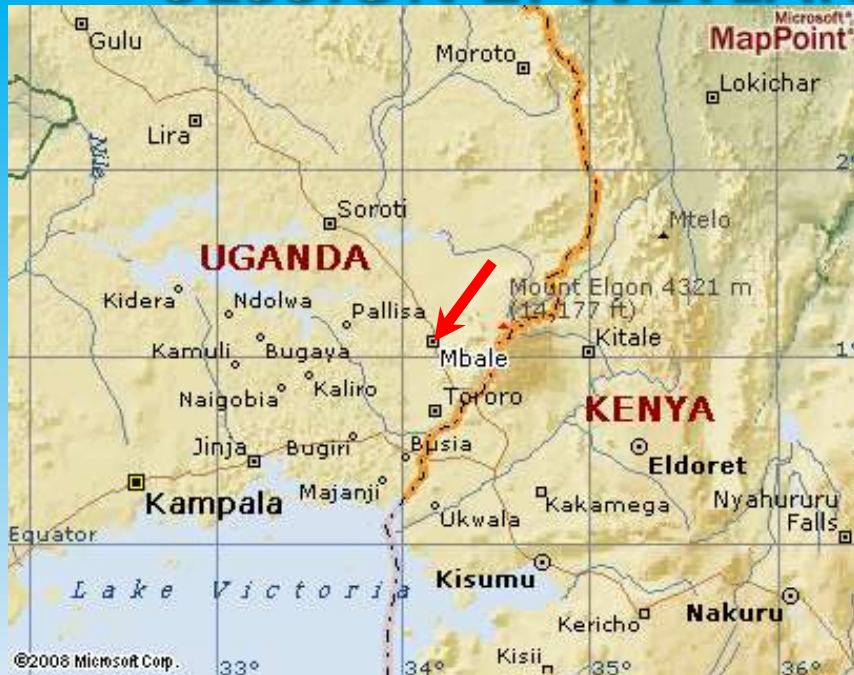 Microsoft®
MapPoint®
Gulu
Moroto
Lokichar
Lira
Nile
2°
Soroti
Mtelo
UGANDA
Mount Elgon 4321 m
(14,177 ft)
Kidera
Ndolwa
Pallisa
Kitale
1°
Kamuli
Bugaya
Mbale
Naigobia
Kaliro
Tororo
KENYA
Jinja
Bugiri
Busia
Eldoret
Kampala
Majanji
Ukwala
Kakamega
Nyahururu
Falls
Equator
Lake Victoria
Kisumu
Nakuru
Kericho
Kisii
©2008 Microsoft Corp.
33°
34°
35°
36°